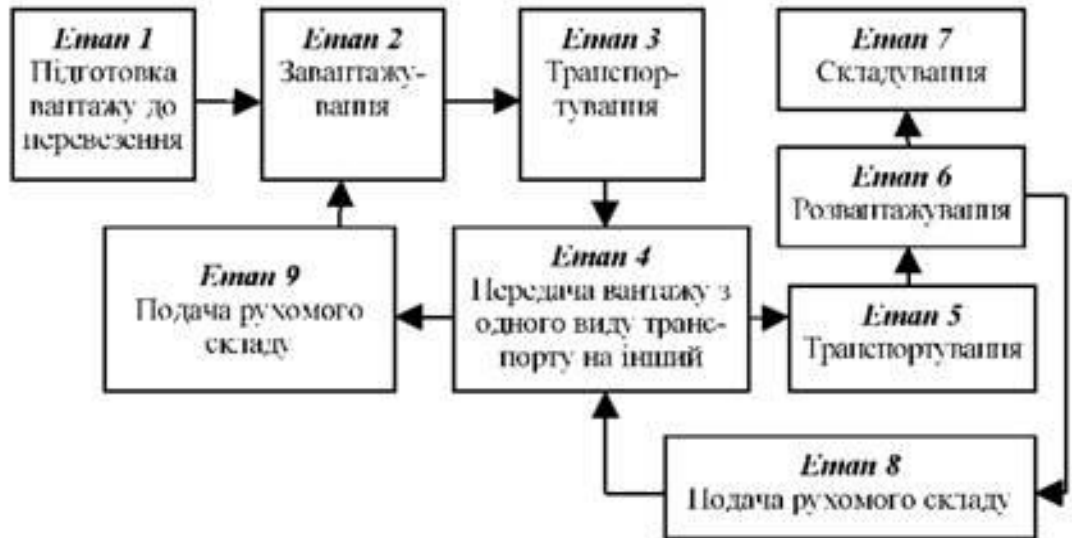 Етап 1
Підготовка
вантажу до
перевезення
Етап 2
Завантажу-
вання
Етап 3
Транспор-
тування
Етап 7
Складування
Етап 6
Розвантажування
Етап 9
Подача рухомого
складу
Етап 4
Передача вантажу з
одного виду транс-
порту на інший
Етап 5
Транспортування
Етап 8
Подача рухомого складу